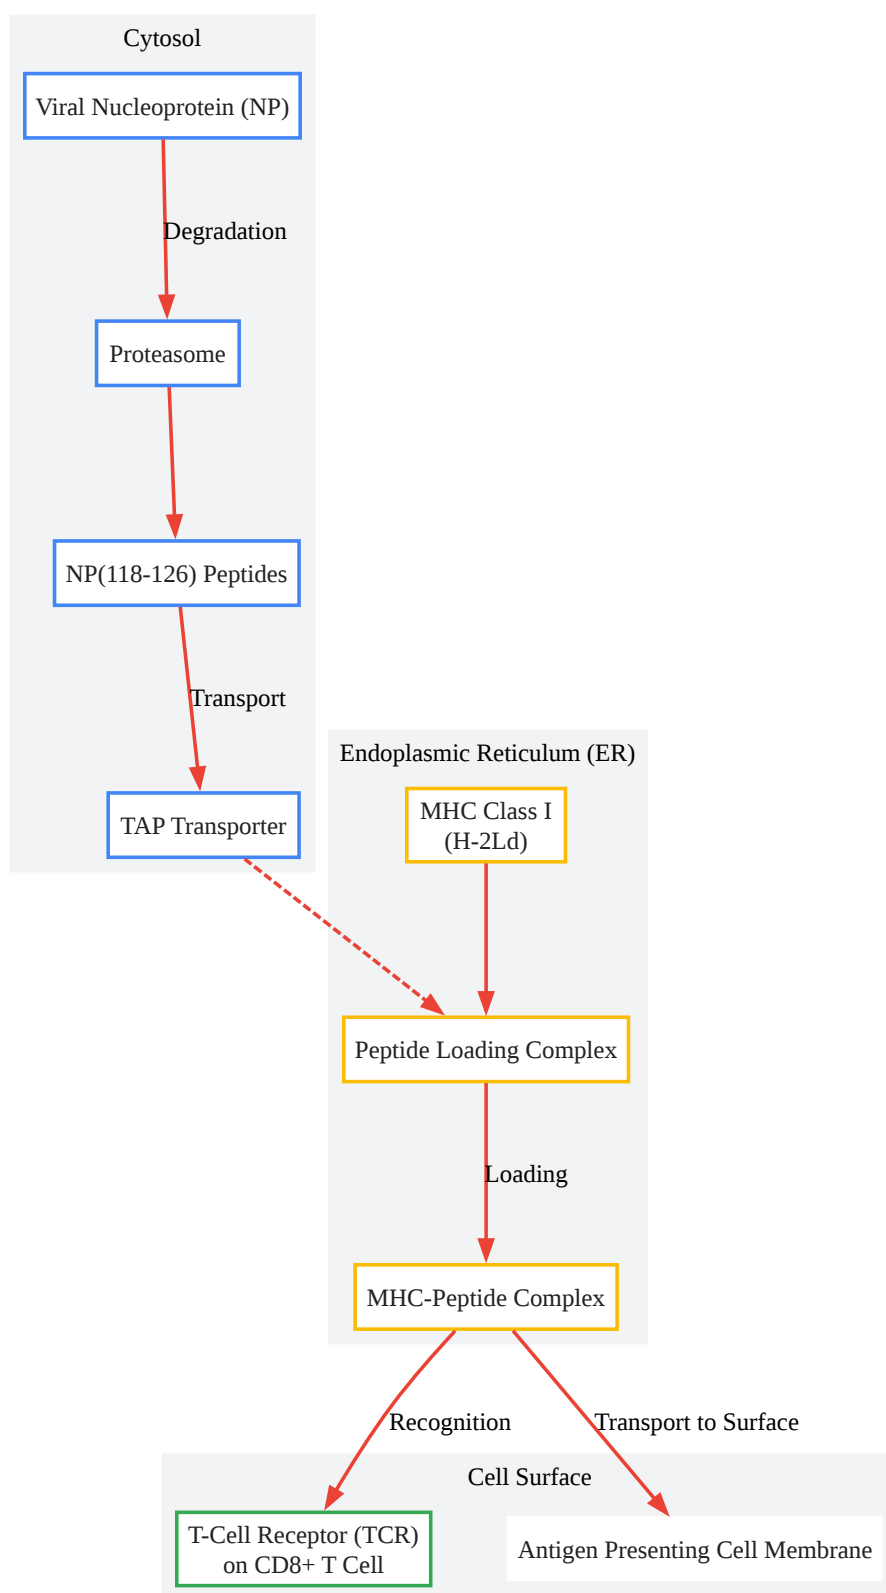 Cytosol
Viral Nucleoprotein (NP)
Degradation
Proteasome
NP(118-126) Peptides
Transport
TAP Transporter
Endoplasmic Reticulum (ER)
MHC Class I
(H-2Ld)
Peptide Loading Complex
Loading
MHC-Peptide Complex
Recognition
Transport to Surface
Cell Surface
T-Cell Receptor (TCR)
on CD8+ T Cell
Antigen Presenting Cell Membrane